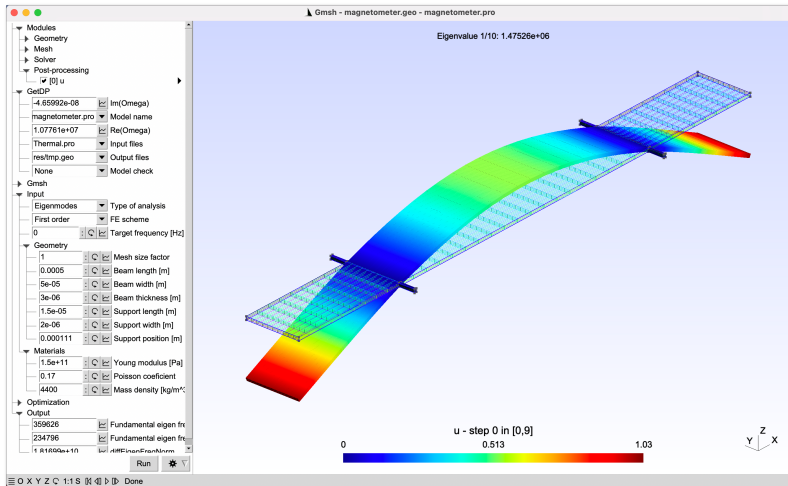 Gmsh - magnetometer.geo - magnetometer.pro
Modules
Geometry
Mesh
Solver
Post-processing
[0] u
GetDP
-4.65992e-08 Im(Omega)
magnetometer.pro Model name
1.07761e+07 Re(Omega)
Thermal.pro Input files
res/tmp.geo Output files
None Model check
Gmsh
Input
Eigenmodes Type of analysis
First order FE scheme
0 Target frequency [Hz]
Geometry
1 Mesh size factor
0.0005 Beam length [m]
5e-05 Beam width [m]
3e-06 Beam thickness [m]
1.5e-05 Support length [m]
2e-06 Support width [m]
0.000111 Support position [m]
Materials
1.5e+11 Young modulus [Pa]
0.17 Poisson coeficient
4400 Mass density [kg/m^3
Optimization
Output
359626 Fundamental eigen fre
234796 Fundamental eigen fre
1.81699e+10 diffEigenFreqNorm
Run
O X Y Z 1:1 S Done
Eigenvalue 1/10: 1.47526e+06
u - step 0 in [0,9]
0 0.513 1.03
Z
Y X